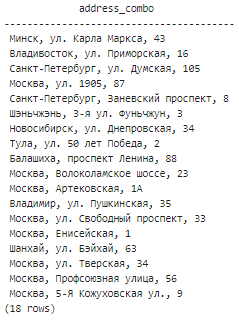 address_combo
------------------------------------
Минск, ул. Карла Маркса, 43
Владивосток, ул. Приморская, 16
Санкт-Петербург, ул. Думская, 105
Москва, ул. 1905, 87
Санкт-Петербург, Заневский проспект, 8
Шэньчжэнь, 3-я ул. Фуньчжун, 3
Новосибирск, ул. Днепровская, 34
Тула, ул. 50 лет Победа, 2
Балашиха, проспект Ленина, 88
Москва, Волоколамское шоссе, 23
Москва, Артековская, 1А
Владимир, ул. Пушкинская, 35
Москва, ул. Свободный проспект, 33
Москва, Енисейская, 1
Шанхай, ул. Бэйхай, 63
Москва, ул. Тверская, 34
Москва, Профсоюзная улица, 56
Москва, 5-Я Кожуховская ул., 9
(18 rows)